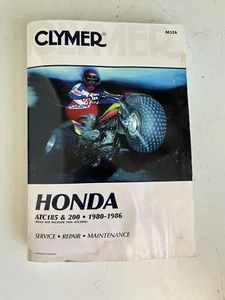 CLYMER
M326
HONDA
ATC185 & 200 • 1980-1986
SERVICE • REPAIR • MAINTENANCE